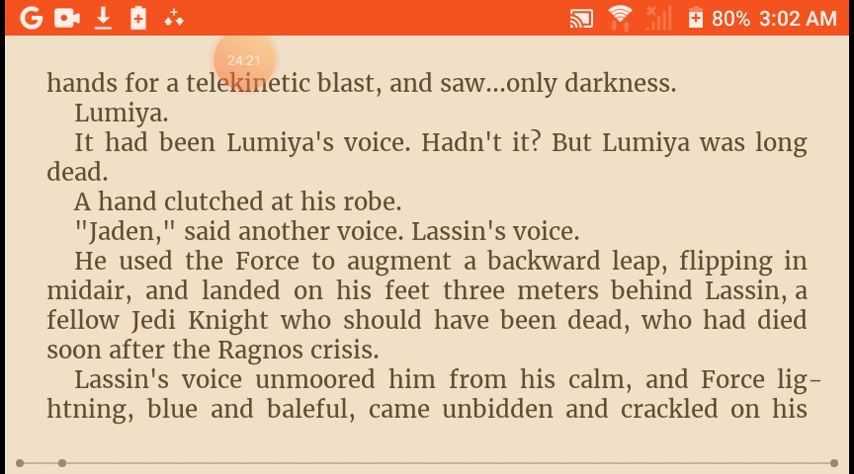 80% 3:02 AM
24:21
hands for a telekinetic blast, and saw...only darkness.
Lumiya.
It had been Lumiya's voice. Hadn't it? But Lumiya was long
dead.
A hand clutched at his robe.
"Jaden," said another voice. Lassin's voice.
He used the Force to augment a backward leap, flipping in
midair, and landed on his feet three meters behind Lassin, a
fellow Jedi Knight who should have been dead, who had died
soon after the Ragnos crisis.
Lassin's voice unmoored him from his calm, and Force lig-
htning, blue and baleful, came unbidden and crackled on his